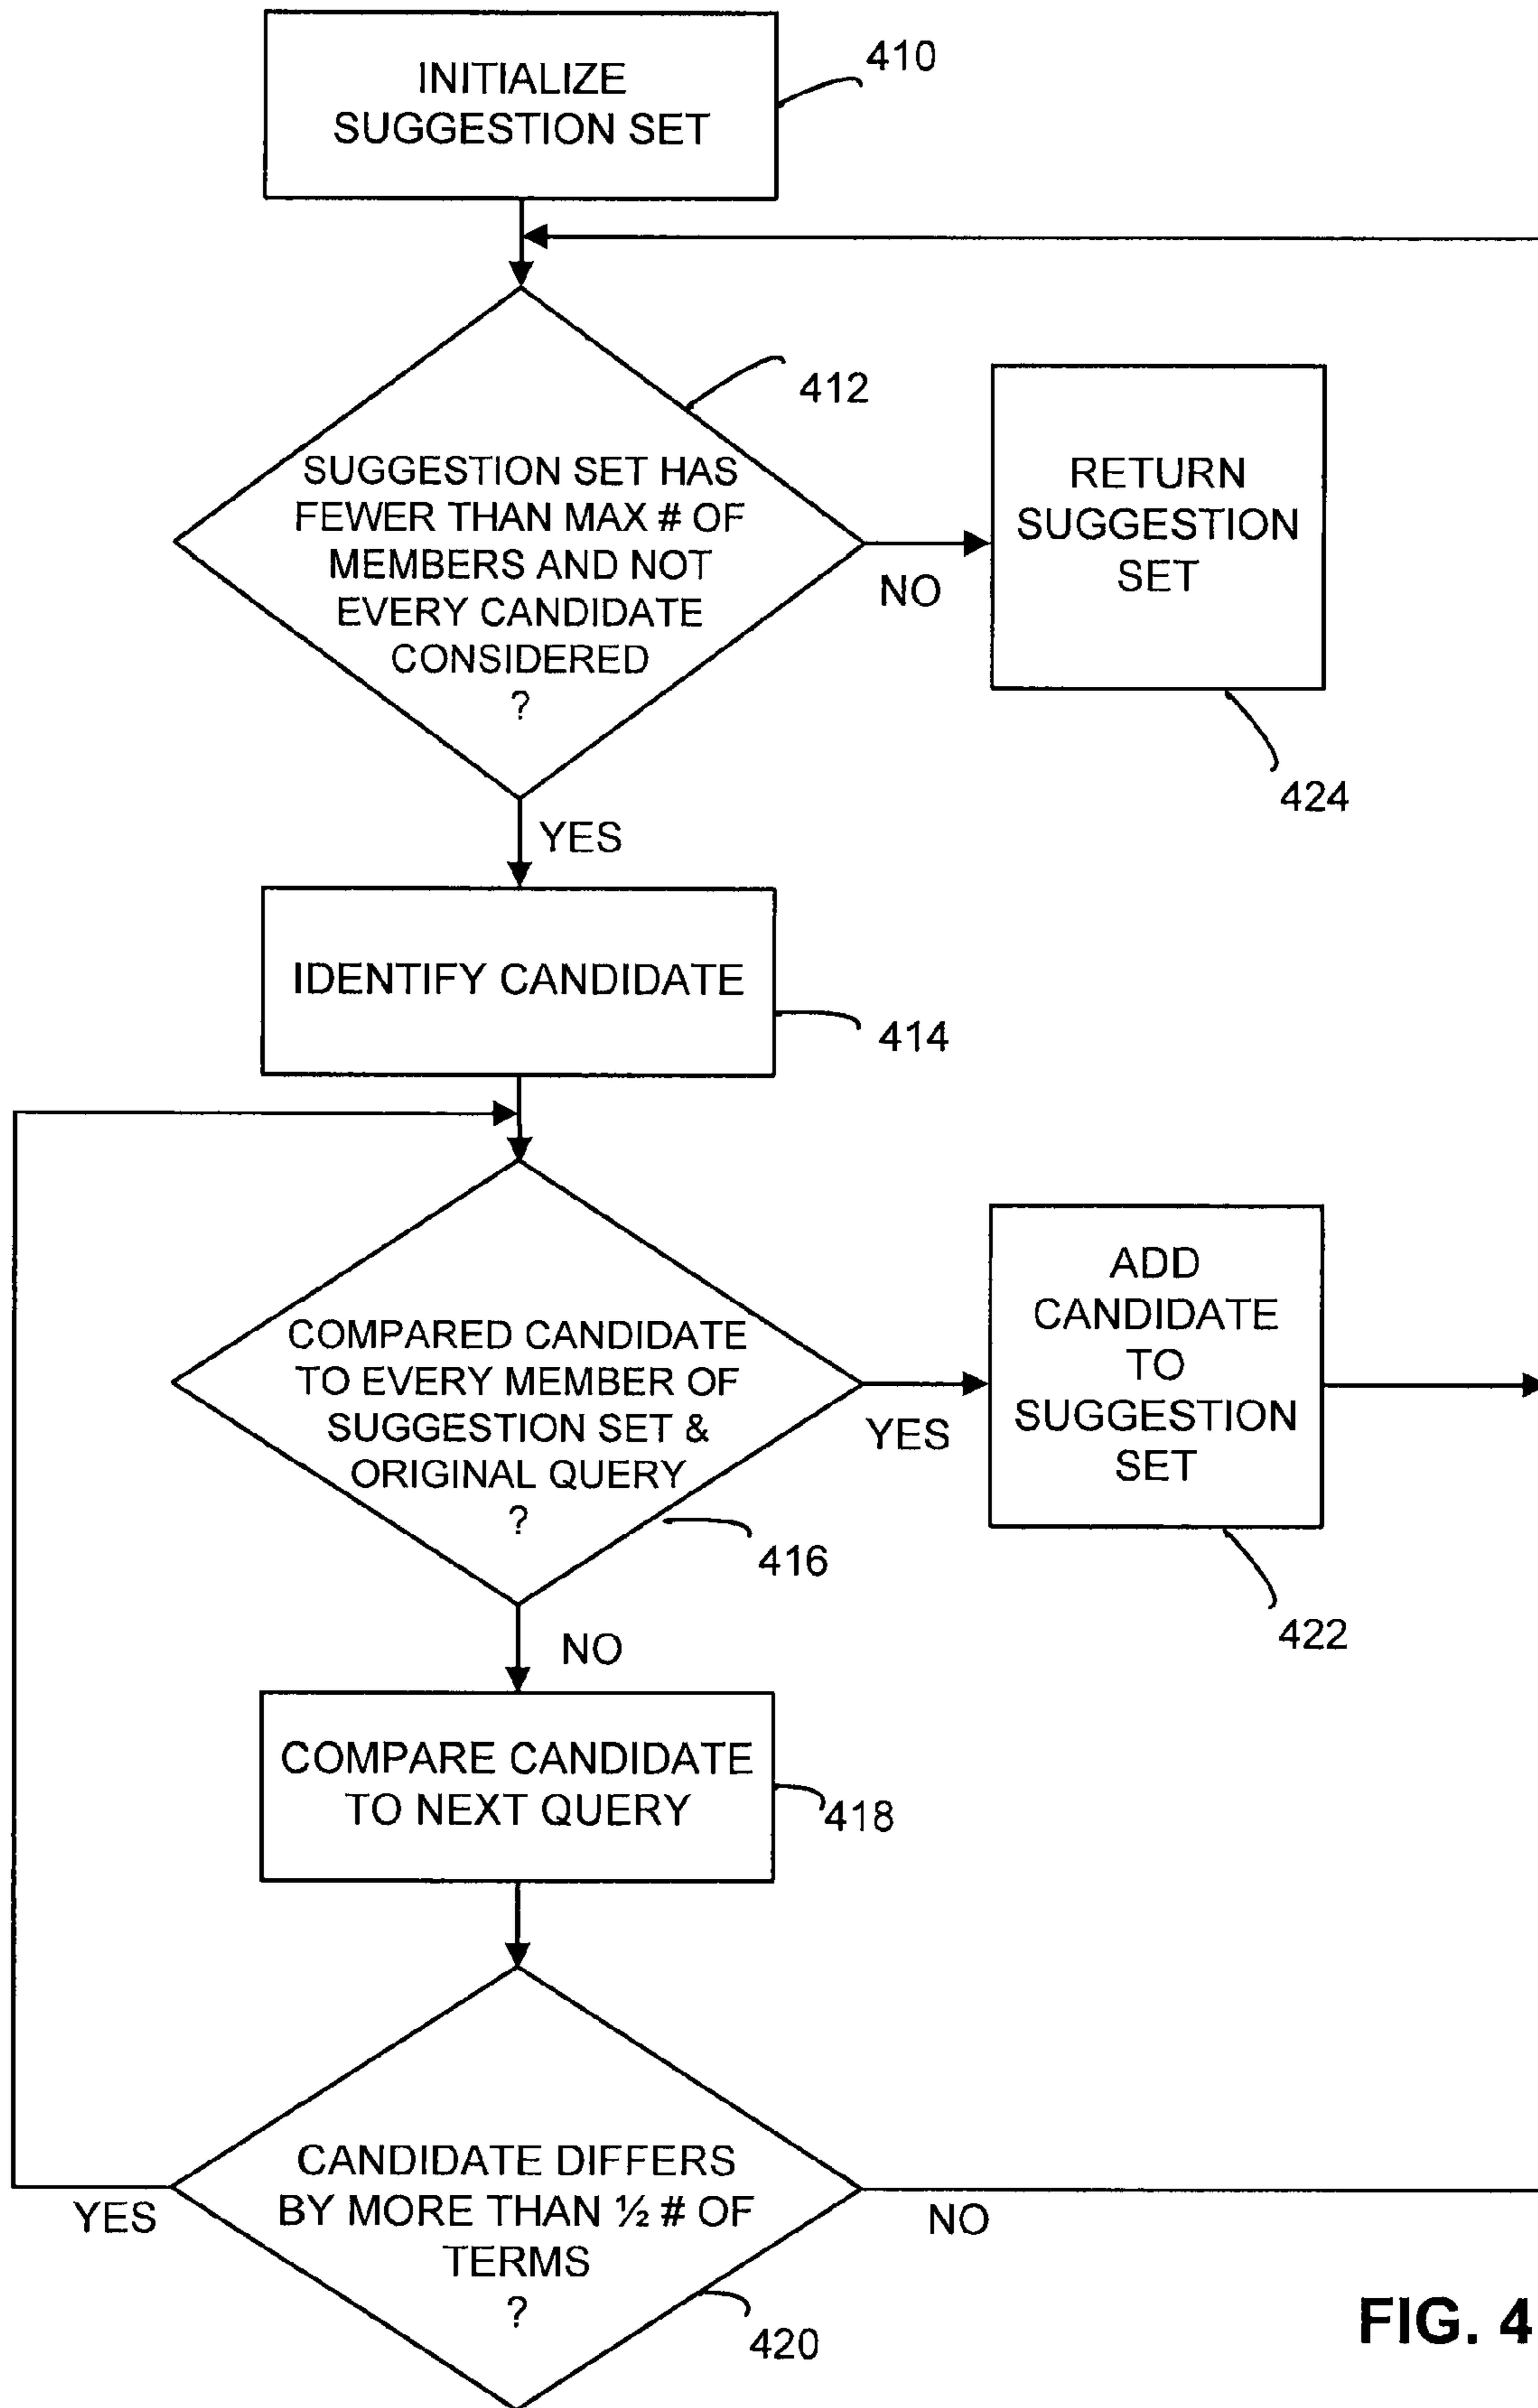 INITIALIZE
SUGGESTION SET
410
412
SUGGESTION SET HAS
FEWER THAN MAX # OF
MEMBERS AND NOT
EVERY CANDIDATE
CONSIDERED
?
NO
RETURN
SUGGESTION
SET
424
YES
IDENTIFY CANDIDATE
414
COMPARED CANDIDATE
TO EVERY MEMBER OF
SUGGESTION SET &
ORIGINAL QUERY
?
416
YES
ADD
CANDIDATE
TO
SUGGESTION
SET
422
NO
COMPARE CANDIDATE
TO NEXT QUERY
418
CANDIDATE DIFFERS
BY MORE THAN ½ # OF
TERMS
?
YES
NO
420
FIG. 4